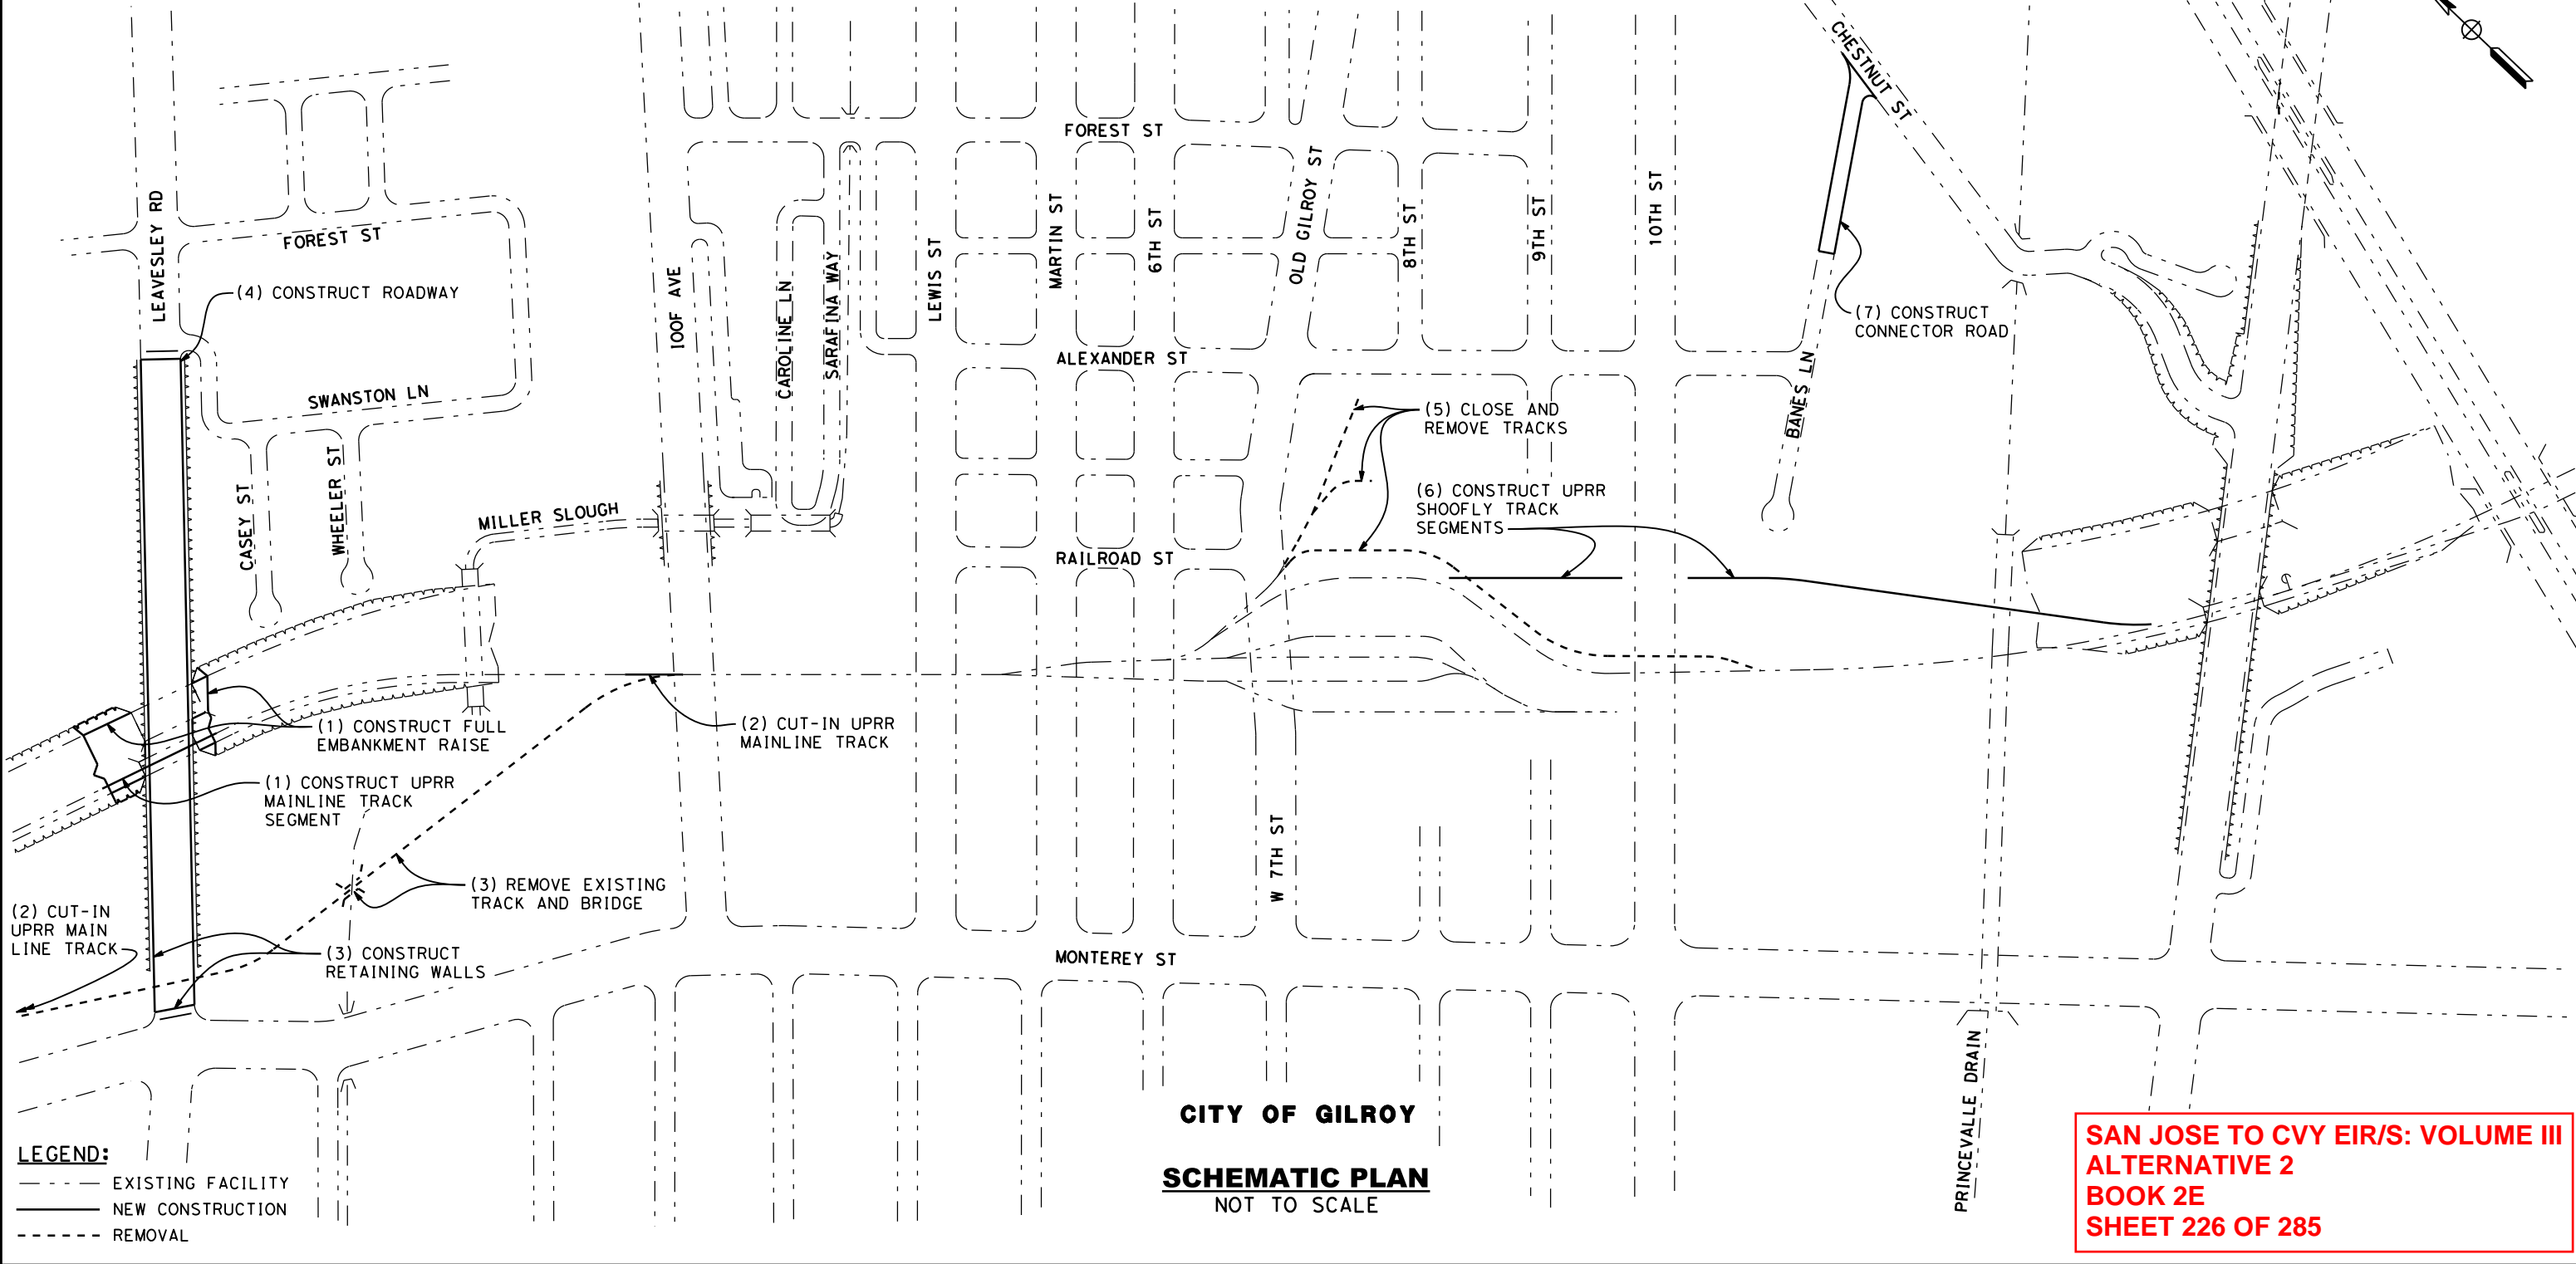 CHESTNUT ST
FOREST ST
LEAVESLEY RD
FOREST ST
OLD GILROY ST
MARTIN ST
6TH ST
8TH ST
9TH ST
10TH ST
LEWIS ST
IOOF AVE
CAROLINE LN
SARAFINA WAY
(4) CONSTRUCT ROADWAY
(7) CONSTRUCT
CONNECTOR ROAD
ALEXANDER ST
BANES LN
SWANSTON LN
(5) CLOSE AND
REMOVE TRACKS
CASEY ST
WHEELER ST
MILLER SLOUGH
(6) CONSTRUCT UPRR
SHOOFLY TRACK
SEGMENTS
RAILROAD ST
(1) CONSTRUCT FULL
EMBANKMENT RAISE
(2) CUT-IN UPRR
MAINLINE TRACK
(1) CONSTRUCT UPRR
MAINLINE TRACK
SEGMENT
W 7TH ST
(3) REMOVE EXISTING
TRACK AND BRIDGE
(2) CUT-IN
UPRR MAIN
LINE TRACK
(3) CONSTRUCT
RETAINING WALLS
MONTEREY ST
PRINCEVALLE DRAIN
CITY OF GILROY
SCHEMATIC PLAN
NOT TO SCALE
LEGEND:
EXISTING FACILITY
NEW CONSTRUCTION
REMOVAL
SAN JOSE TO CVY EIR/S: VOLUME III
ALTERNATIVE 2
BOOK 2E
SHEET 226 OF 285